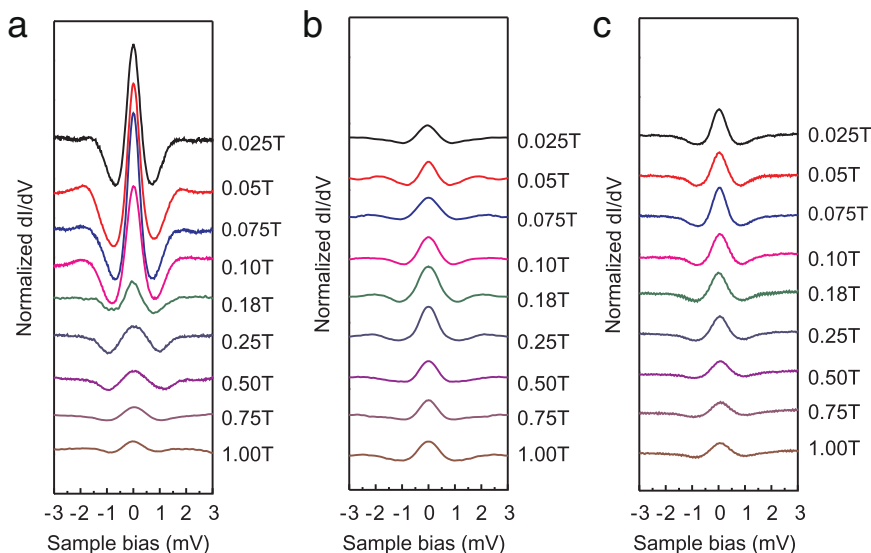 a
Normalized dI/dV
0.025T
0.05T
0.075T
0.10T
0.18T
0.25T
0.50T
0.75T
1.00T
-3 -2 -1 0 1 2 3
Sample bias (mV)
b
Normalized dI/dV
0.025T
0.05T
0.075T
0.10T
0.18T
0.25T
0.50T
0.75T
1.00T
-3 -2 -1 0 1 2 3
Sample bias (mV)
c
Normalized dI/dV
0.025T
0.05T
0.075T
0.10T
0.18T
0.25T
0.50T
0.75T
1.00T
-3 -2 -1 0 1 2 3
Sample bias (mV)